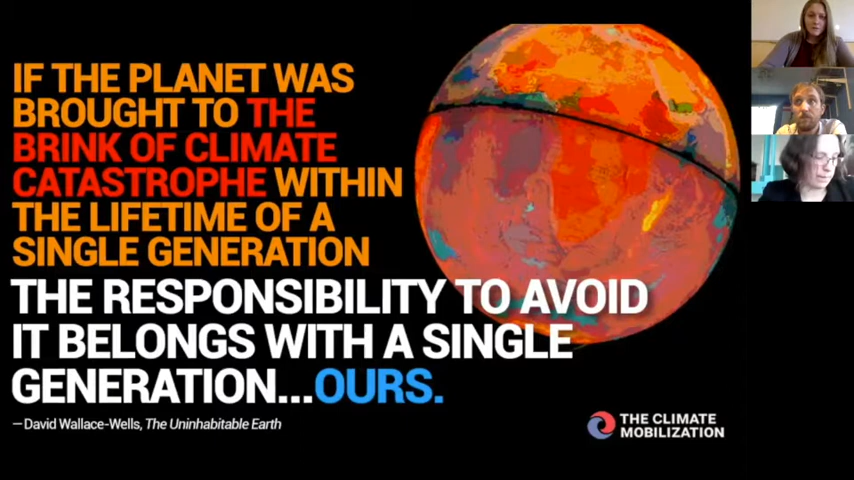 IF THE PLANET WAS
BROUGHT TO THE
BRINK OF CLIMATE
CATASTROPHE WITHIN
THE LIFETIME OF A
SINGLE GENERATION
THE RESPONSIBILITY TO AVOID
IT BELONGS WITH A SINGLE
GENERATION...OURS.
—David Wallace-Wells, The Uninhabitable Earth
THE CLIMATE
MOBILIZATION